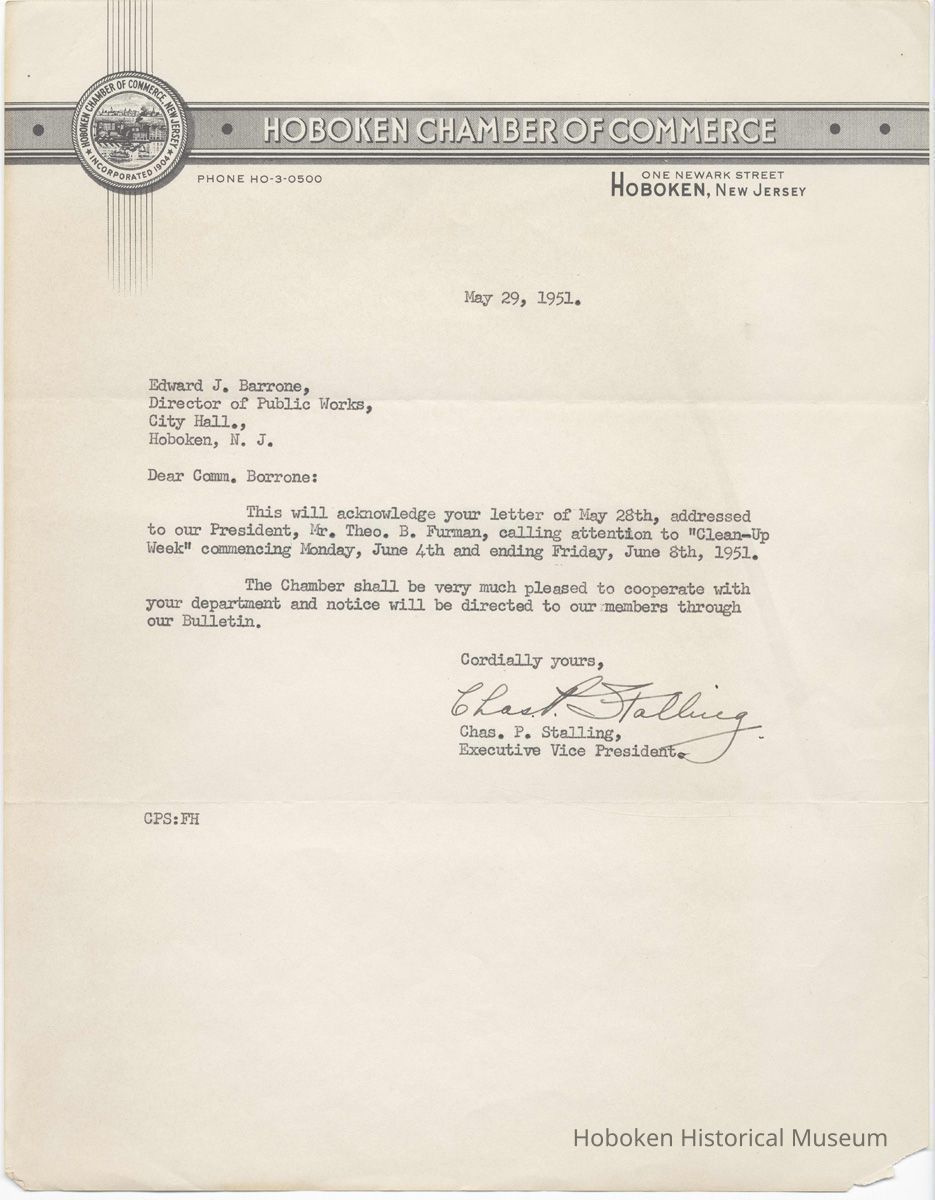 HOBOKEN CHAMBER OF COMMERCE, NEW JERSEY
★ INCORPORATED 1904 ★
HOBOKEN CHAMBER OF COMMERCE
PHONE HO-3-0500
ONE NEWARK STREET
HOBOKEN, NEW JERSEY
May 29, 1951.
Edward J. Barrone,
Director of Public Works,
City Hall.,
Hoboken, N. J.
Dear Comm. Borrone:
This will acknowledge your letter of May 28th, addressed
to our President, Mr. Theo. B. Furman, calling attention to "Clean-Up
Week" commencing Monday, June 4th and ending Friday, June 8th, 1951.
The Chamber shall be very much pleased to cooperate with
your department and notice will be directed to our members through
our Bulletin.
Cordially yours,
Chas. P. Stalling
Chas. P. Stalling,
Executive Vice President.
CPS:FH
Hoboken Historical Museum